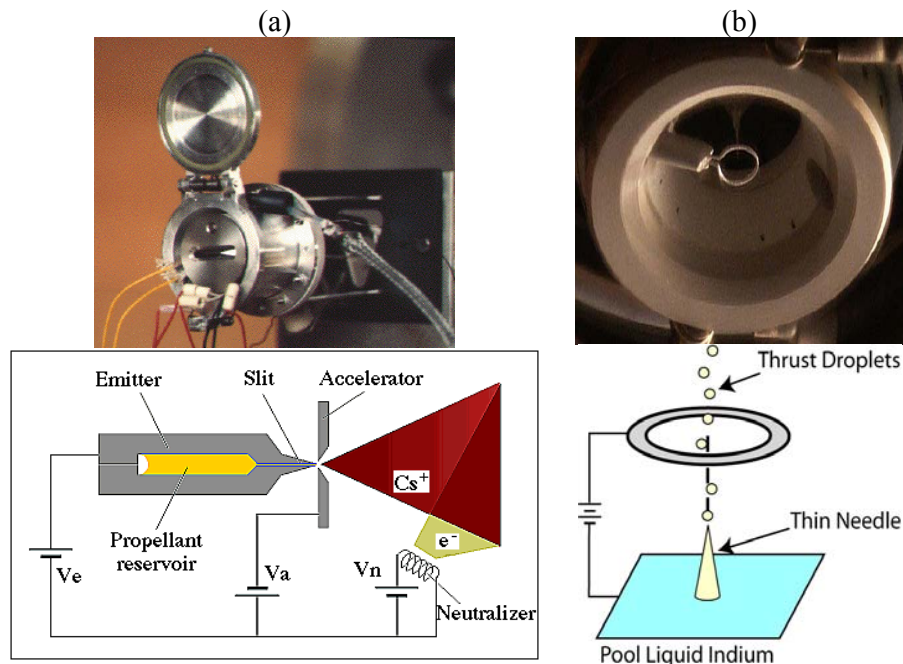 (a)
(b)
Emitter
Slit
Accelerator
Cs+
e-
Propellant
reservoir
Ve
Va
Vn
Neutralizer
Thrust Droplets
Thin Needle
Pool Liquid Indium